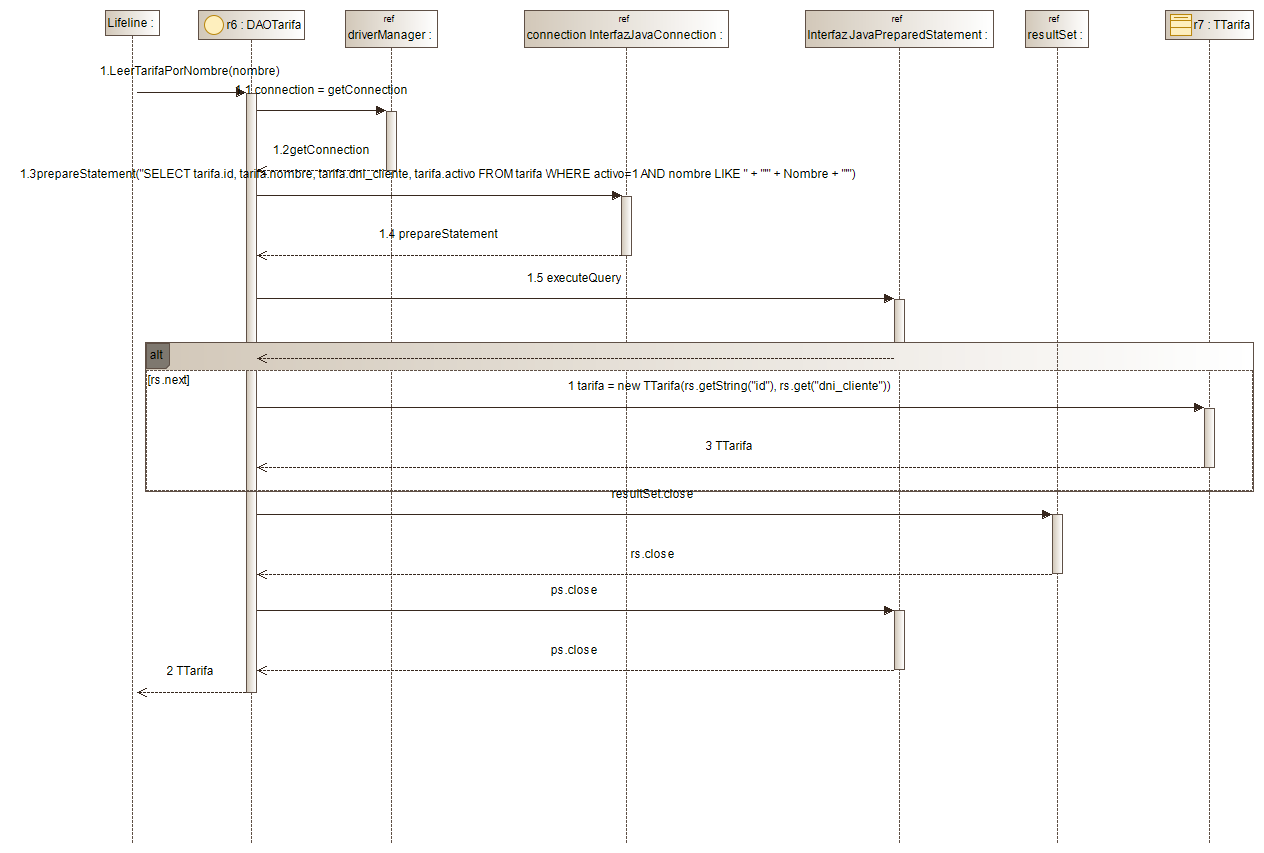 Lifeline :
r6 : DAOTarifa
ref
driverManager :
ref
connection InterfazJavaConnection :
ref
InterfazJavaPreparedStatement :
ref
resultSet :
r7 : TTarifa
1.LeerTarifaPorNombre(nombre)
1.1 connection = getConnection
1.2getConnection
1.3prepareStatement("SELECT tarifa.id, tarifa.nombre, tarifa.dni_cliente, tarifa.activo FROM tarifa WHERE activo=1 AND nombre LIKE " + "'" + Nombre + "'")
1.4 prepareStatement
1.5 executeQuery
alt
[rs.next]
1 tarifa = new TTarifa(rs.getString("id"), rs.get("dni_cliente"))
3 TTarifa
resultSet.close
rs.close
ps.close
ps.close
2 TTarifa